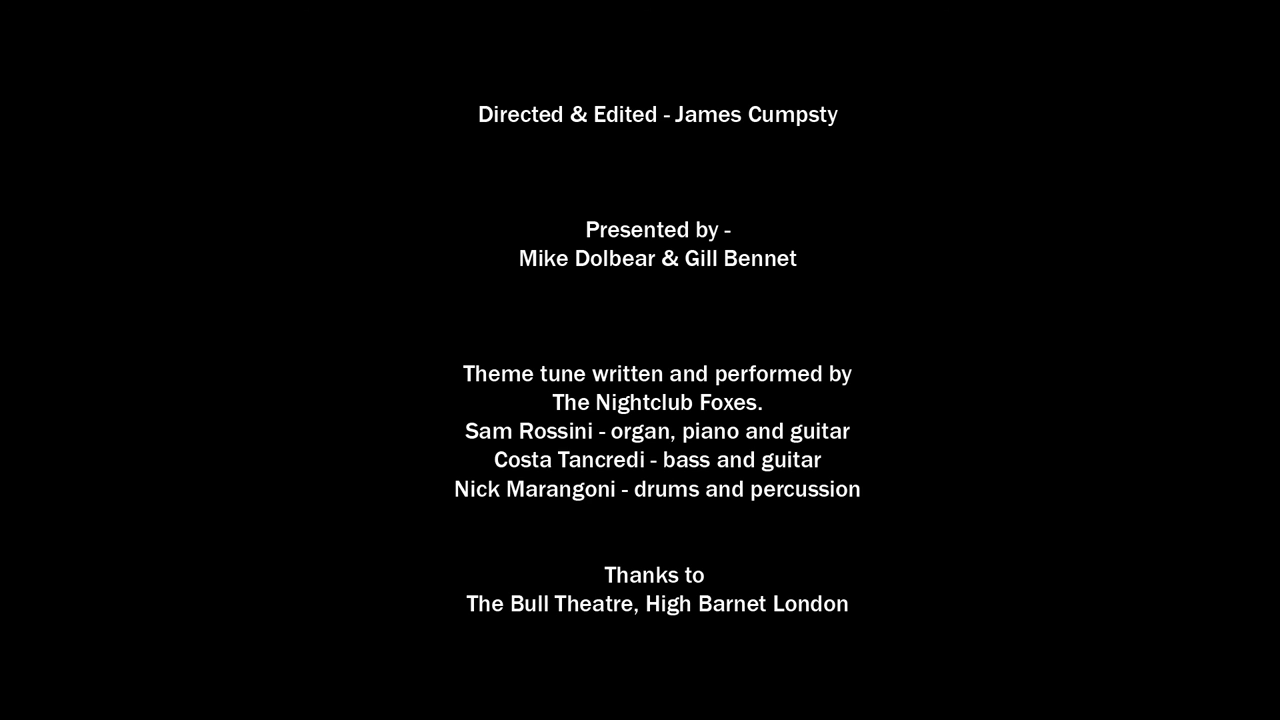 Directed & Edited - James Cumpsty
Presented by -
Mike Dolbear & Gill Bennet
Theme tune written and performed by
The Nightclub Foxes.
Sam Rossini - organ, piano and guitar
Costa Tancredi - bass and guitar
Nick Marangoni - drums and percussion
Thanks to
The Bull Theatre, High Barnet London